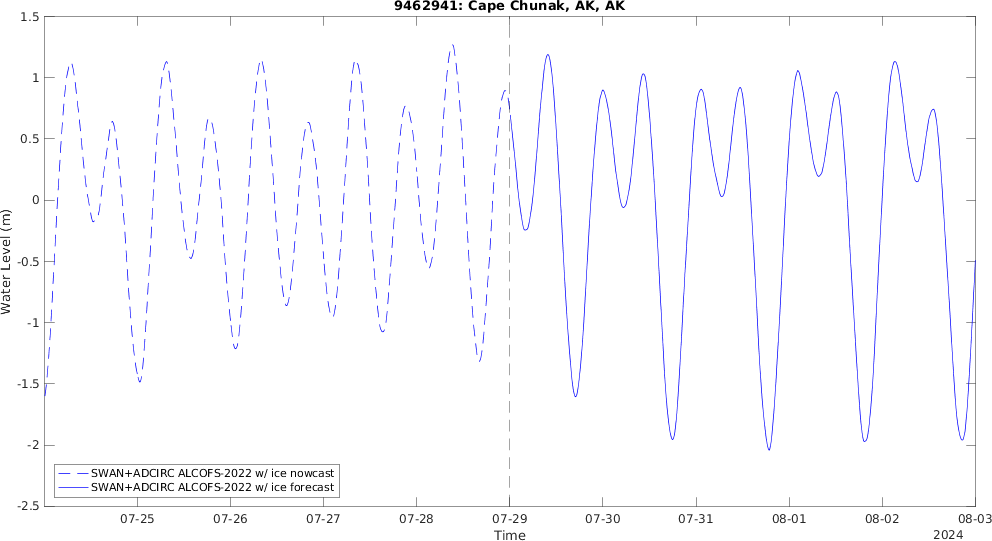 9462941: Cape Chunak, AK, AK
1.5
1
0.5
0
-0.5
-1
-1.5
-2
-2.5
Water Level (m)
SWAN+ADCIRC ALCOFS-2022 w/ ice nowcast
SWAN+ADCIRC ALCOFS-2022 w/ ice forecast
07-25 07-26 07-27 07-28 07-29 07-30 07-31 08-01 08-02 08-03
Time
2024